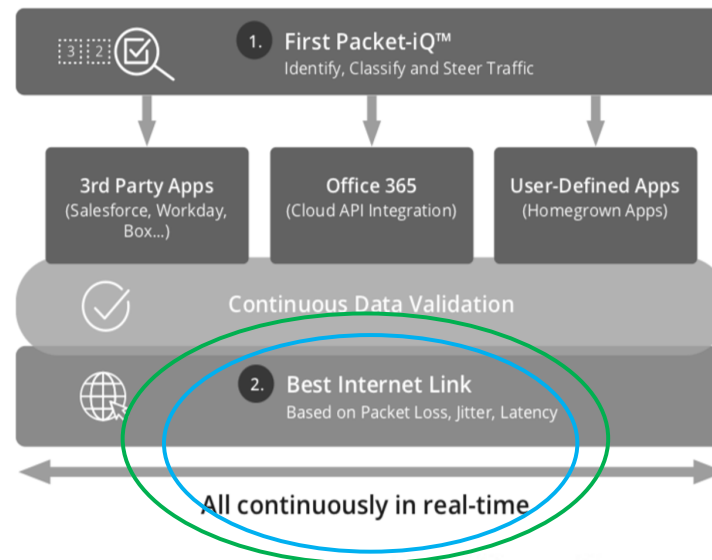 3 2
1. First Packet-iQ™
Identify, Classify and Steer Traffic
3rd Party Apps
(Salesforce, Workday,
Box...)
Office 365
(Cloud API Integration)
User-Defined Apps
(Homegrown Apps)
Continuous Data Validation
2. Best Internet Link
Based on Packet Loss, Jitter, Latency
All continuously in real-time